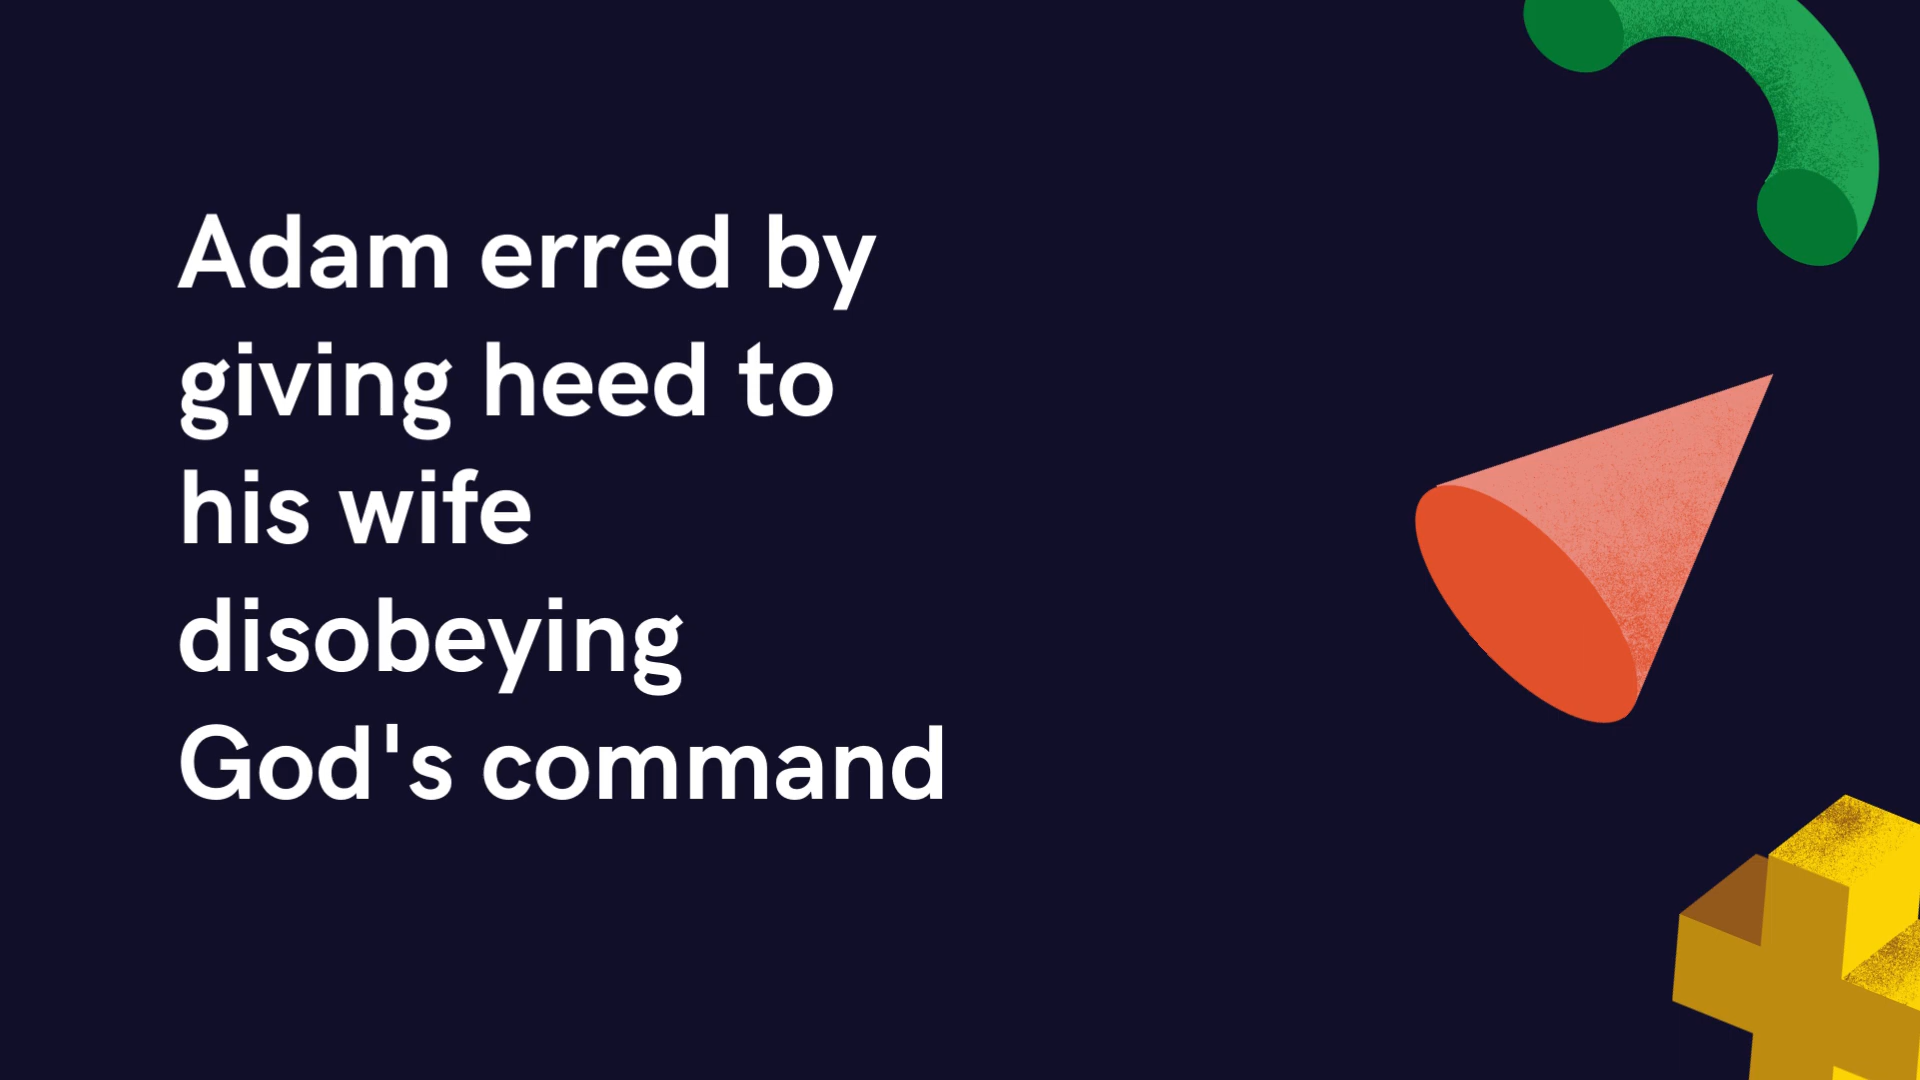 Adam erred by
giving heed to
his wife
disobeying
God's command